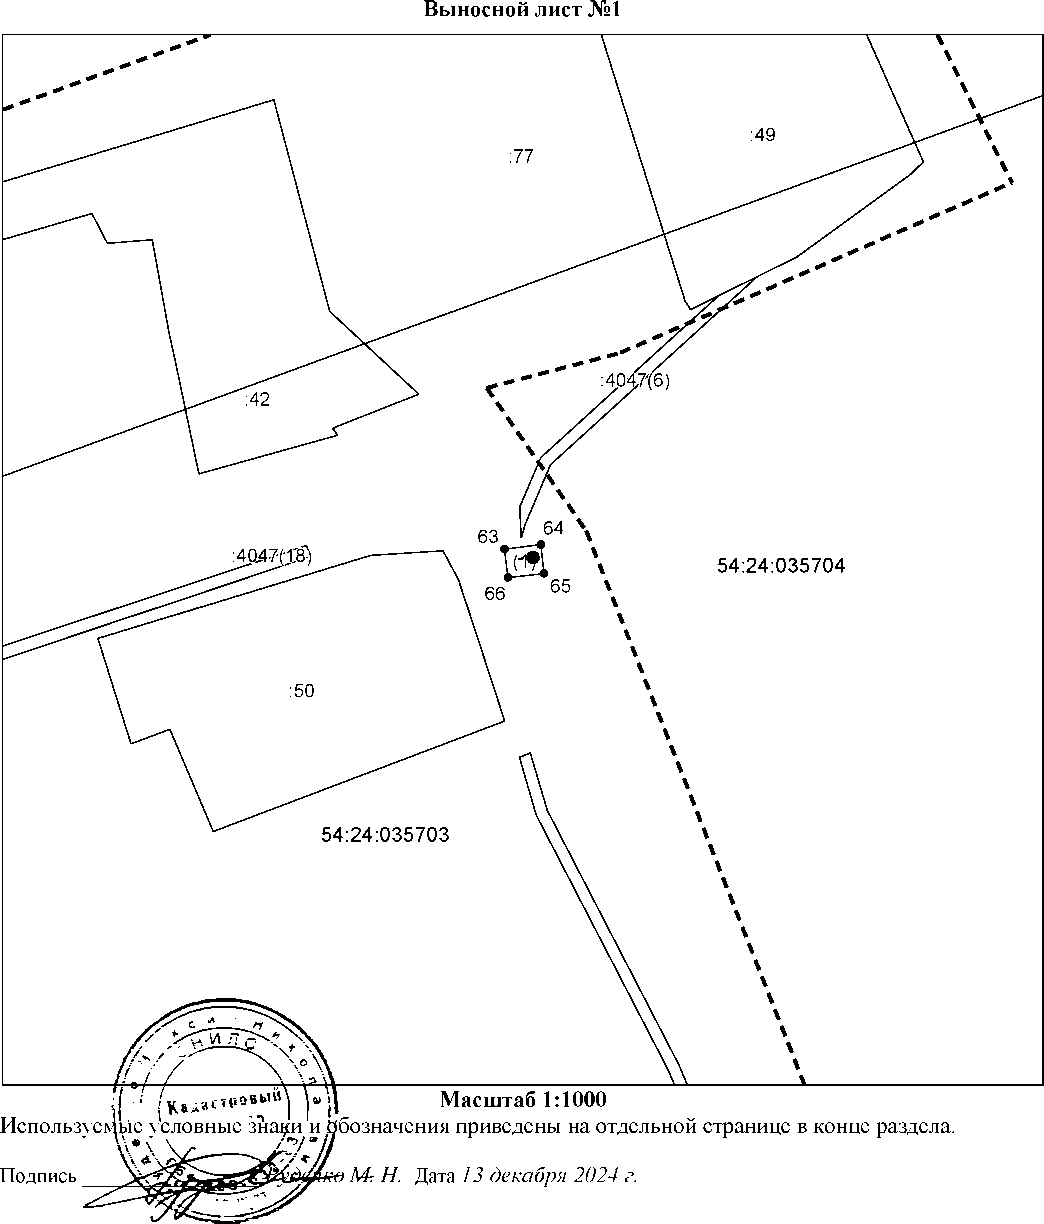 Выносной лист №1
:49
:77
:4047(6)
:42
63
64
:4047(18)
(1)
54:24:035704
66
65
:50
54:24:035703
СНИЛС
Кадастровый
Масштаб 1:1000
Используемые условные знаки и обозначения приведены на отдельной странице в конце раздела.
Подпись М. Н. Дата 13 декабря 2024 г.